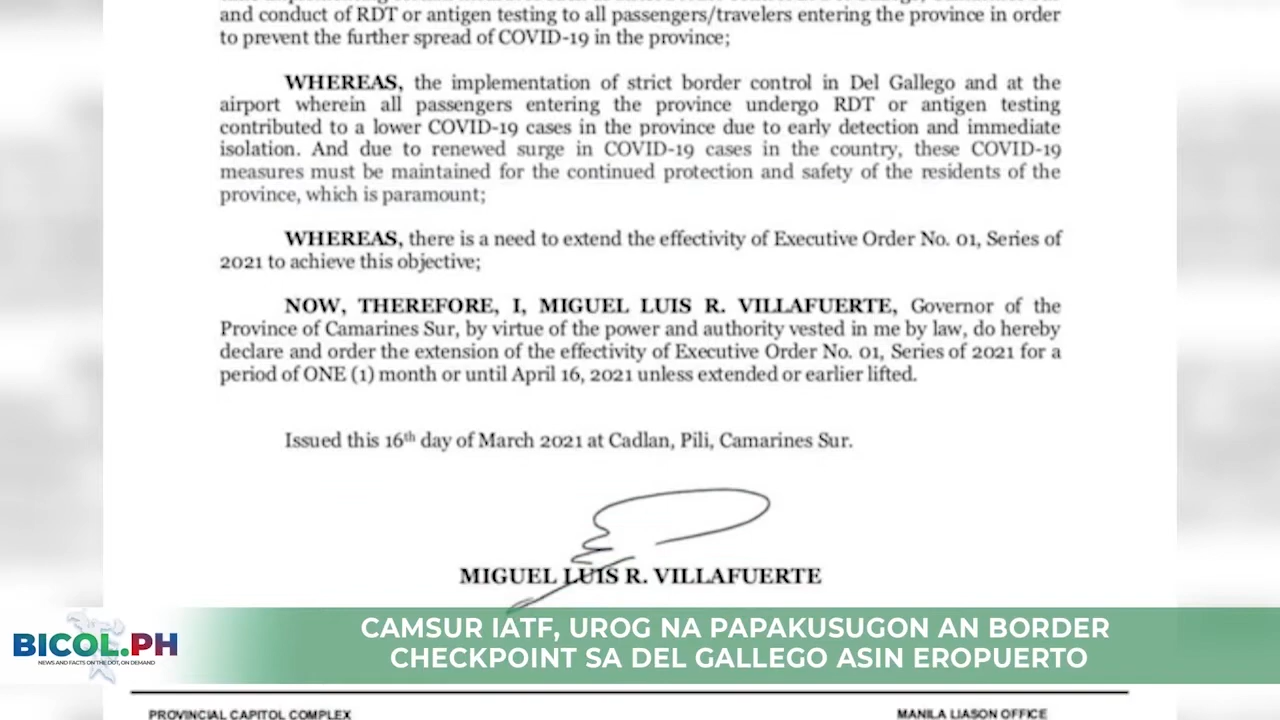 and conduct of RDT or antigen testing to all passengers/travelers entering the province in order
to prevent the further spread of COVID-19 in the province;
WHEREAS, the implementation of strict border control in Del Gallego and at the
airport wherein all passengers entering the province undergo RDT or antigen testing
contributed to a lower COVID-19 cases in the province due to early detection and immediate
isolation. And due to renewed surge in COVID-19 cases in the country, these COVID-19
measures must be maintained for the continued protection and safety of the residents of the
province, which is paramount;
WHEREAS, there is a need to extend the effectivity of Executive Order No. 01, Series of
2021 to achieve this objective;
NOW, THEREFORE, I, MIGUEL LUIS R. VILLAFUERTE, Governor of the
Province of Camarines Sur, by virtue of the power and authority vested in me by law, do hereby
declare and order the extension of the effectivity of Executive Order No. 01, Series of 2021 for a
period of ONE (1) month or until April 16, 2021 unless extended or earlier lifted.
Issued this 16th day of March 2021 at Cadlan, Pili, Camarines Sur.
MIGUEL LUIS R. VILLAFUERTE
BICOL.PH
NEWS AND FACTS ON THE DOT, ON DEMAND
CAMSUR IATF, UROG NA PAPAKUSUGON AN BORDER
CHECKPOINT SA DEL GALLEGO ASIN EROPUERTO
PROVINCIAL CAPITOL COMPLEX
MANILA LIASON OFFICE